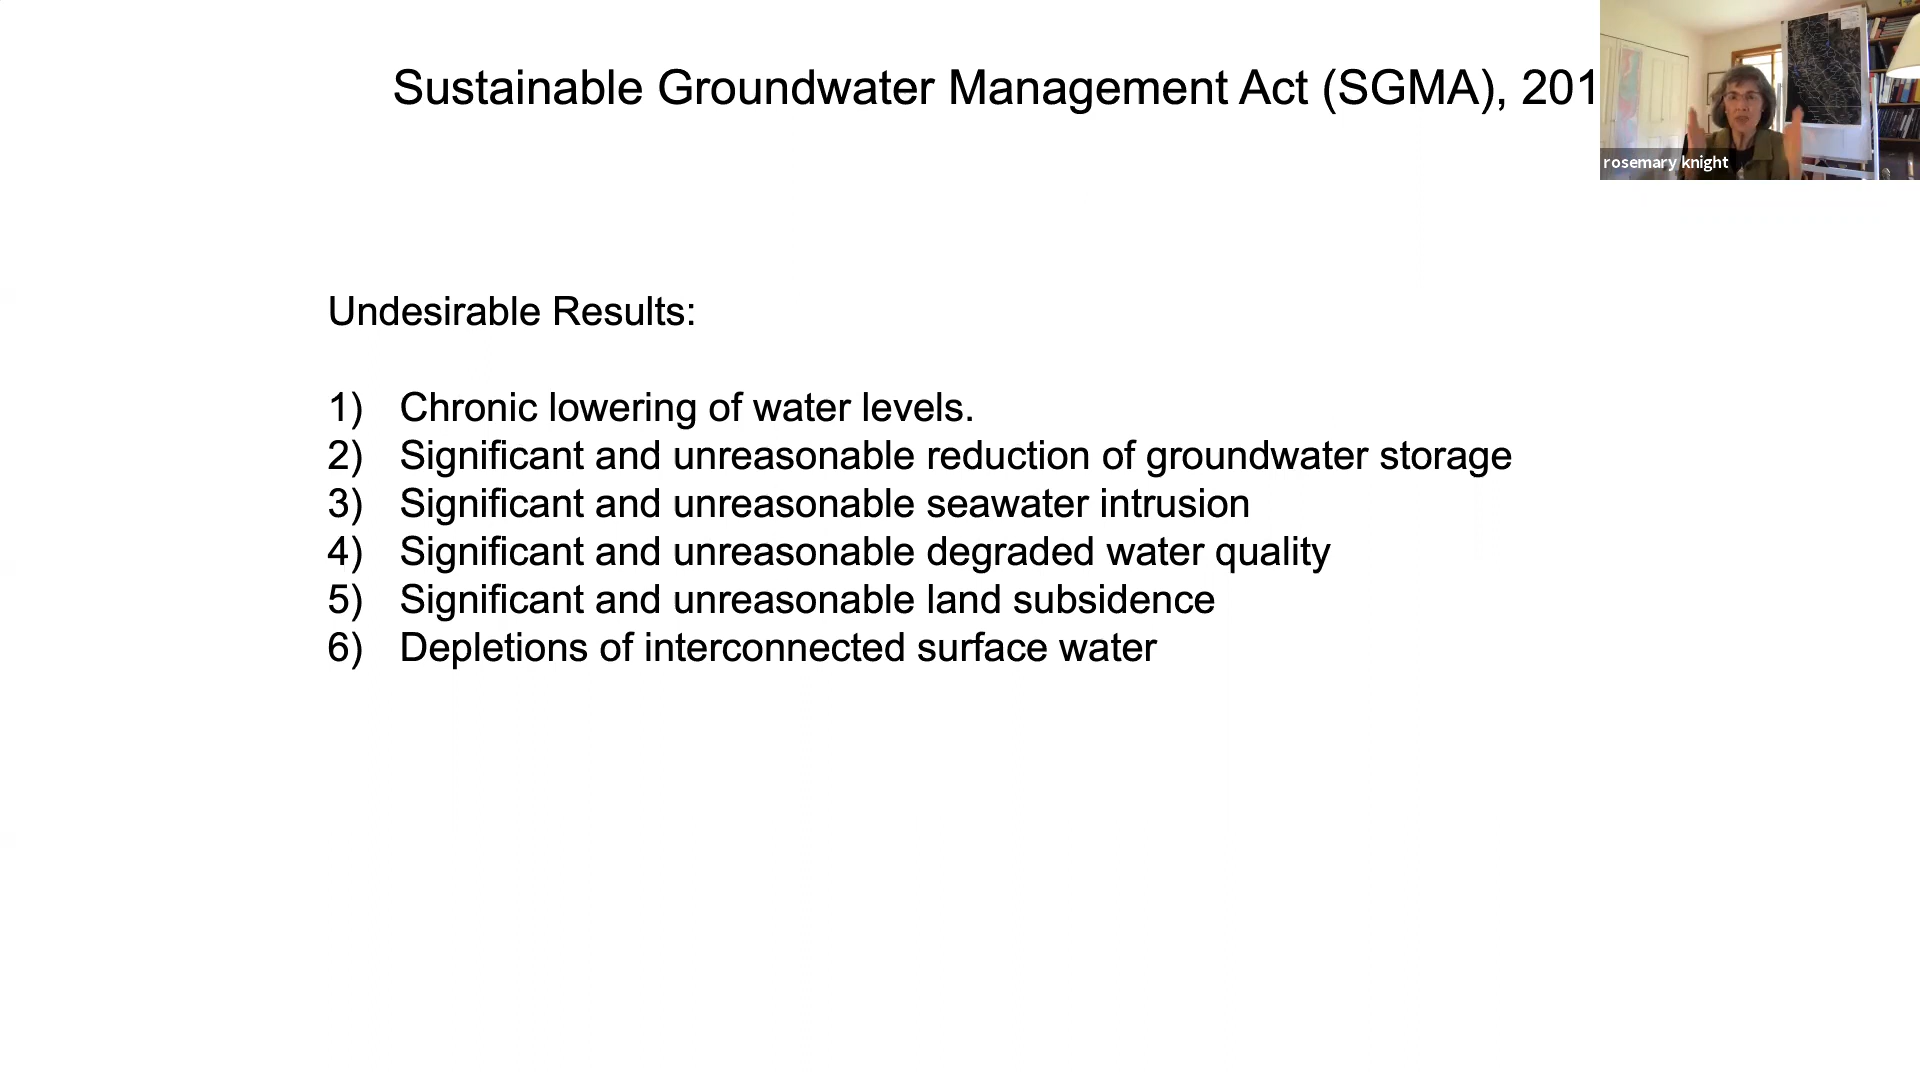 Sustainable Groundwater Management Act (SGMA), 201
rosemary knight
Undesirable Results:
1) Chronic lowering of water levels.
2) Significant and unreasonable reduction of groundwater storage
3) Significant and unreasonable seawater intrusion
4) Significant and unreasonable degraded water quality
5) Significant and unreasonable land subsidence
6) Depletions of interconnected surface water